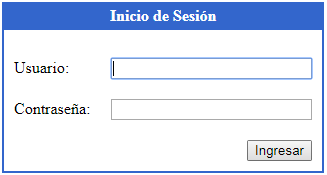 Inicio de Sesión
Usuario:
Contraseña:
Ingresar